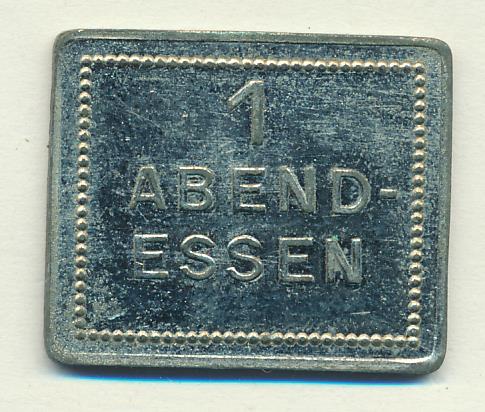 1
ABEND-
ESSEN